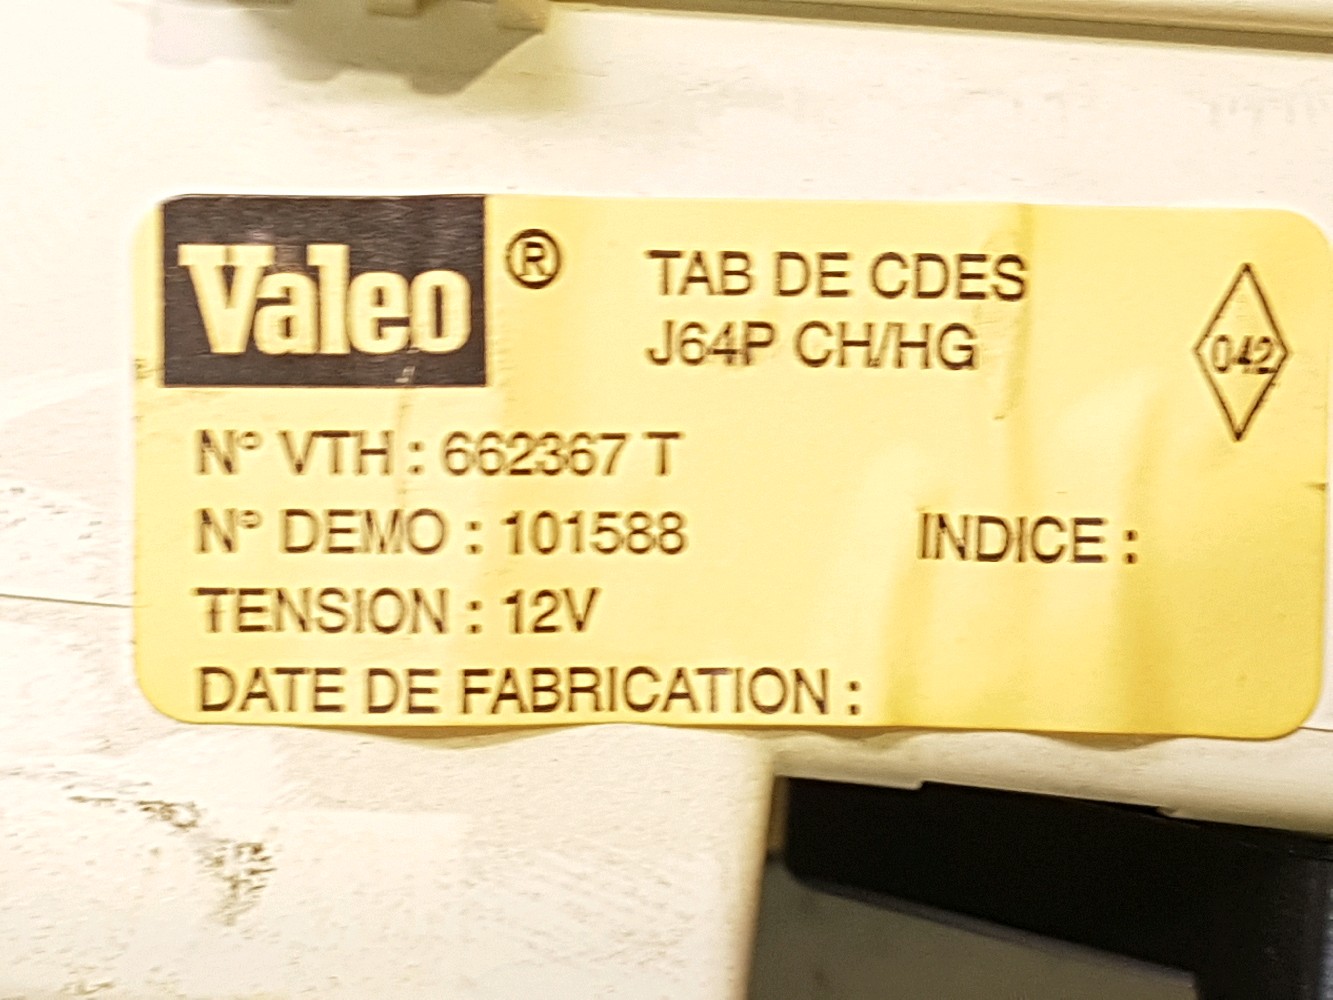 Valeo ® TAB DE CDES
J64P CH/HG
042
N° VTH : 662367 T
N° DEMO : 101588 INDICE :
TENSION : 12V
DATE DE FABRICATION :